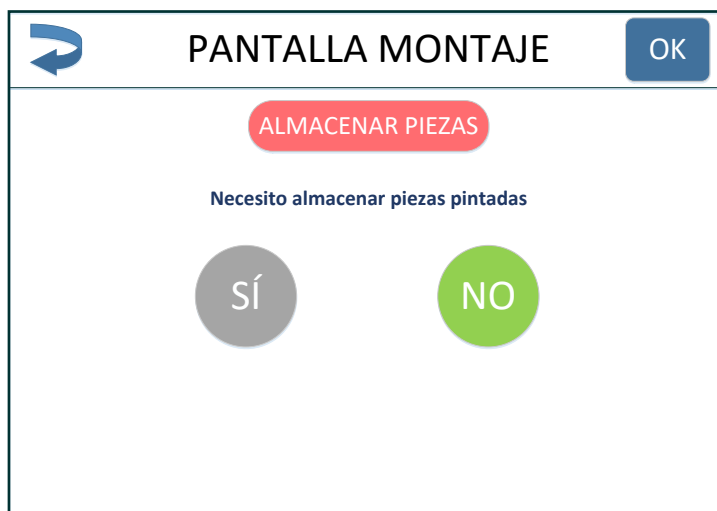 PANTALLA MONTAJE
OK
ALMACENAR PIEZAS
Necesito almacenar piezas pintadas
SÍ
NO